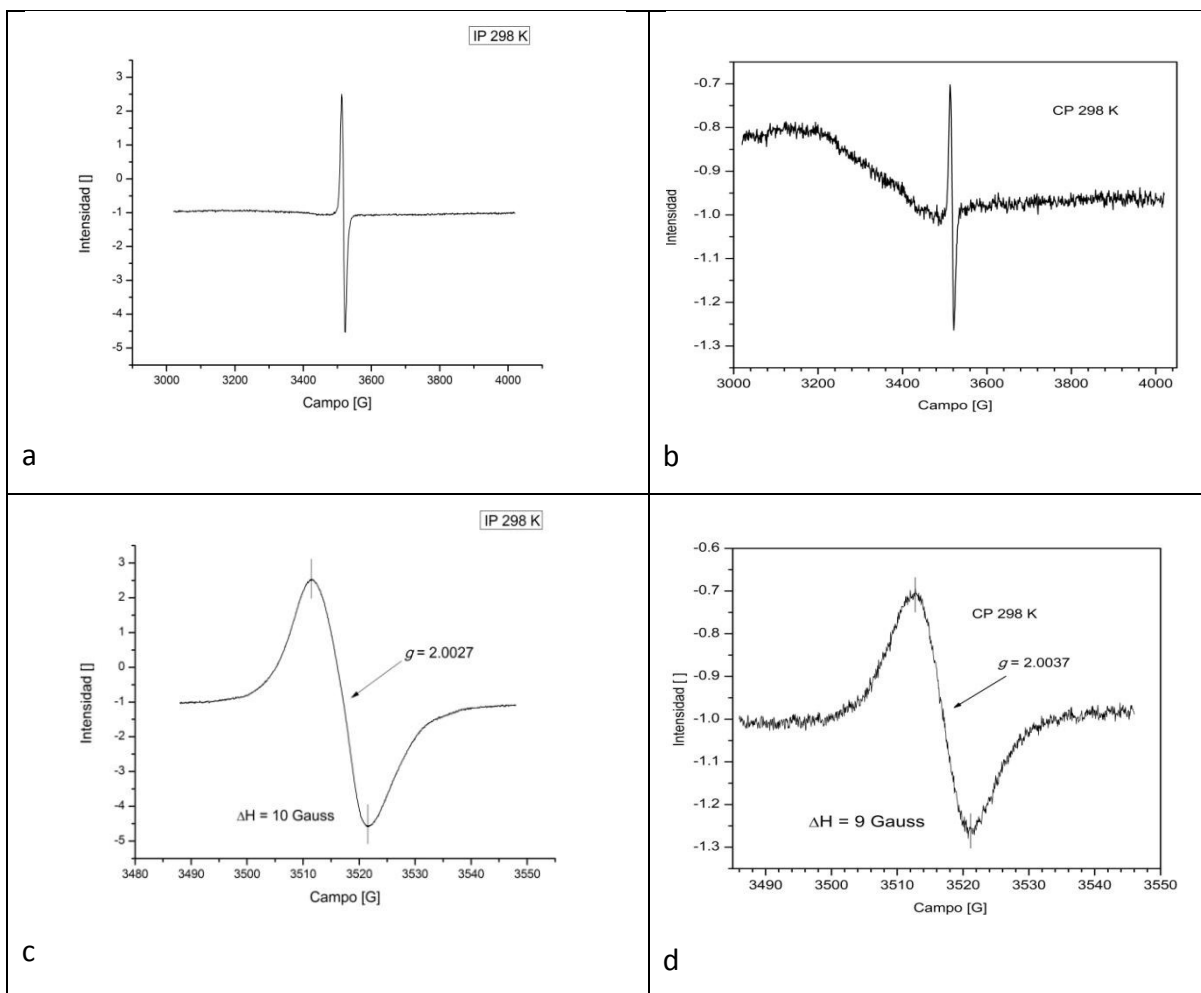 IP 298 K
3
2
1
0
-1
-2
-3
-4
-5
Intensidad []
3000 3200 3400 3600 3800 4000
Campo [G]
a
CP 298 K
-0.7
-0.8
-0.9
-1.0
-1.1
-1.2
-1.3
Intensidad
3000 3200 3400 3600 3800 4000
Campo [G]
b
IP 298 K
3
2
1
0
-1
-2
-3
-4
-5
Intensidad []
g = 2.0027
ΔH = 10 Gauss
3480 3490 3500 3510 3520 3530 3540 3550
Campo [G]
c
-0.6
-0.7
-0.8
-0.9
-1.0
-1.1
-1.2
-1.3
Intensidad [ ]
CP 298 K
g = 2.0037
ΔH = 9 Gauss
3490 3500 3510 3520 3530 3540 3550
Campo [G]
d